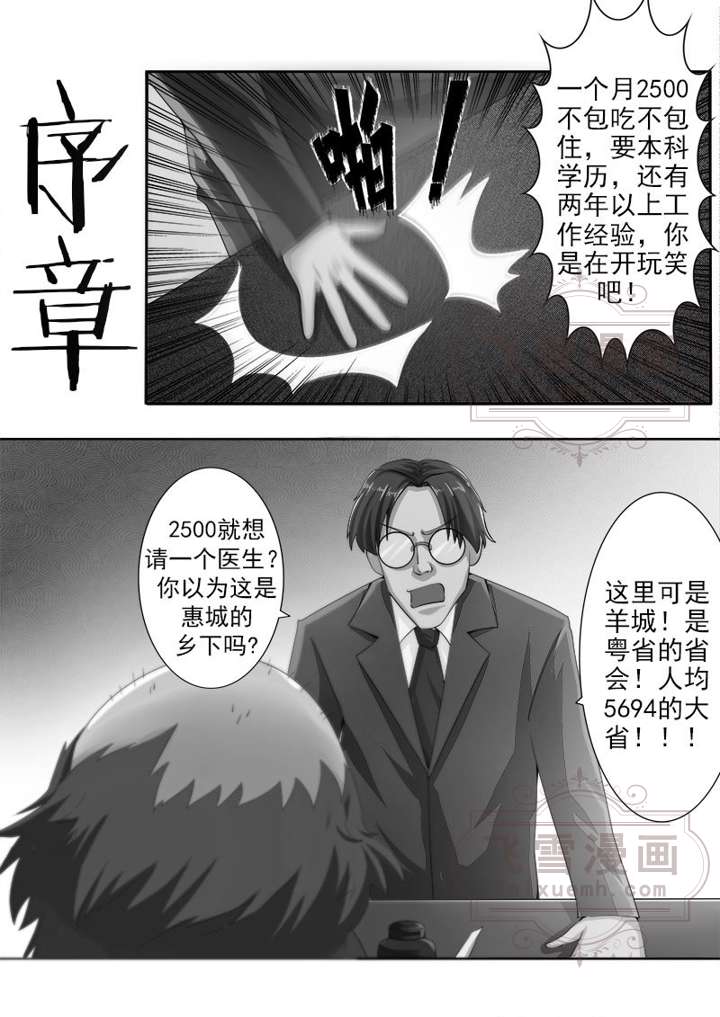 序章
啪!
一个月2500
不包吃不包
住，要本科
学历，还有
两年以上工
作经验，你
是在开玩笑
吧！
2500就想
请一个医生？
你以为这是
惠城的
乡下吗?
这里可是
羊城！是
粤省的省
会！人均
5694的大
省！！！
飞雪漫画